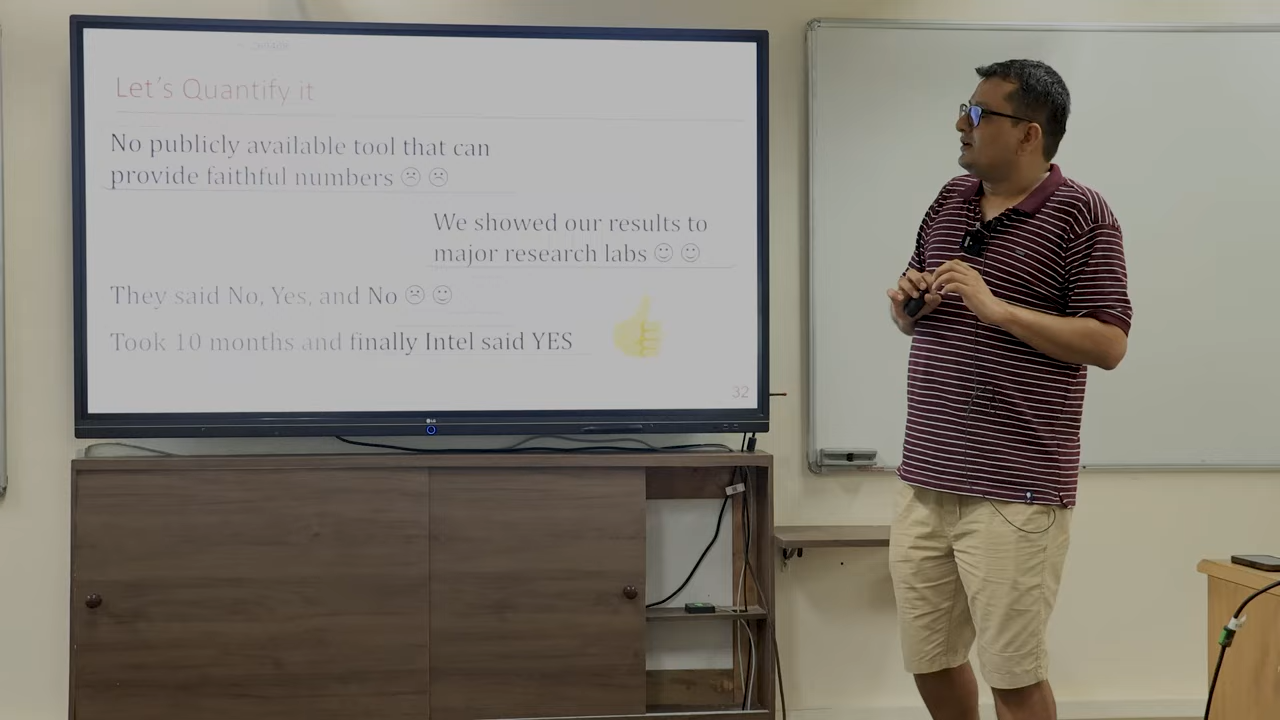 Let's Quantify it
No publicly available tool that can
provide faithful numbers ☹ ☹
We showed our results to
major research labs ☺ ☺
They said No, Yes, and No ☹ ☺
Took 10 months and finally Intel said YES
32
LG